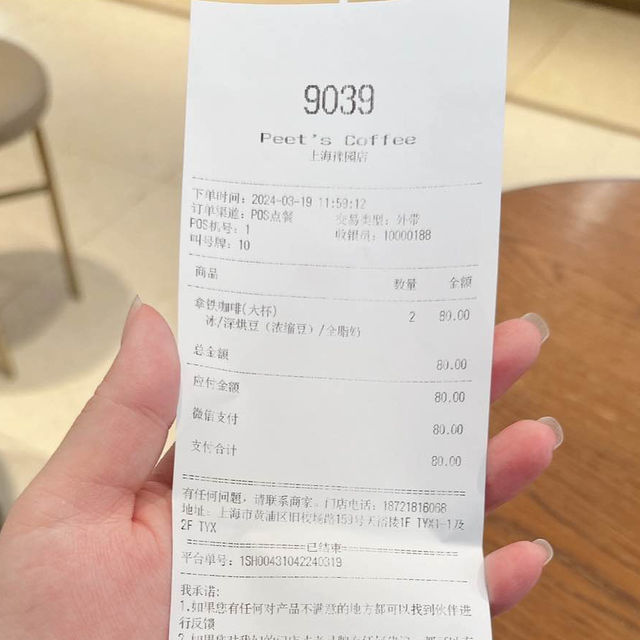 9039
Peet's Coffee
上海豫园店
下单时间：2024-03-19 11:59:12
订单渠道：POS点餐 交易类型：外带
POS机号：1 收银员：10000188
叫号牌：10
商品 数量 金额
拿铁咖啡(大杯) 2 80.00
冰/深烘豆（浓缩豆）/全脂奶
总金额 80.00
应付金额 80.00
微信支付 80.00
支付合计 80.00
有任何问题，请联系商家。门店电话：18721816068
地址：上海市黄浦区旧校场路159号天裕楼1F TYX1-1及
2F TYX
已结束
平台单号：1SH00431042240319
我承诺：
1.如果您有任何对产品不满意的地方都可以找到伙伴进
行反馈